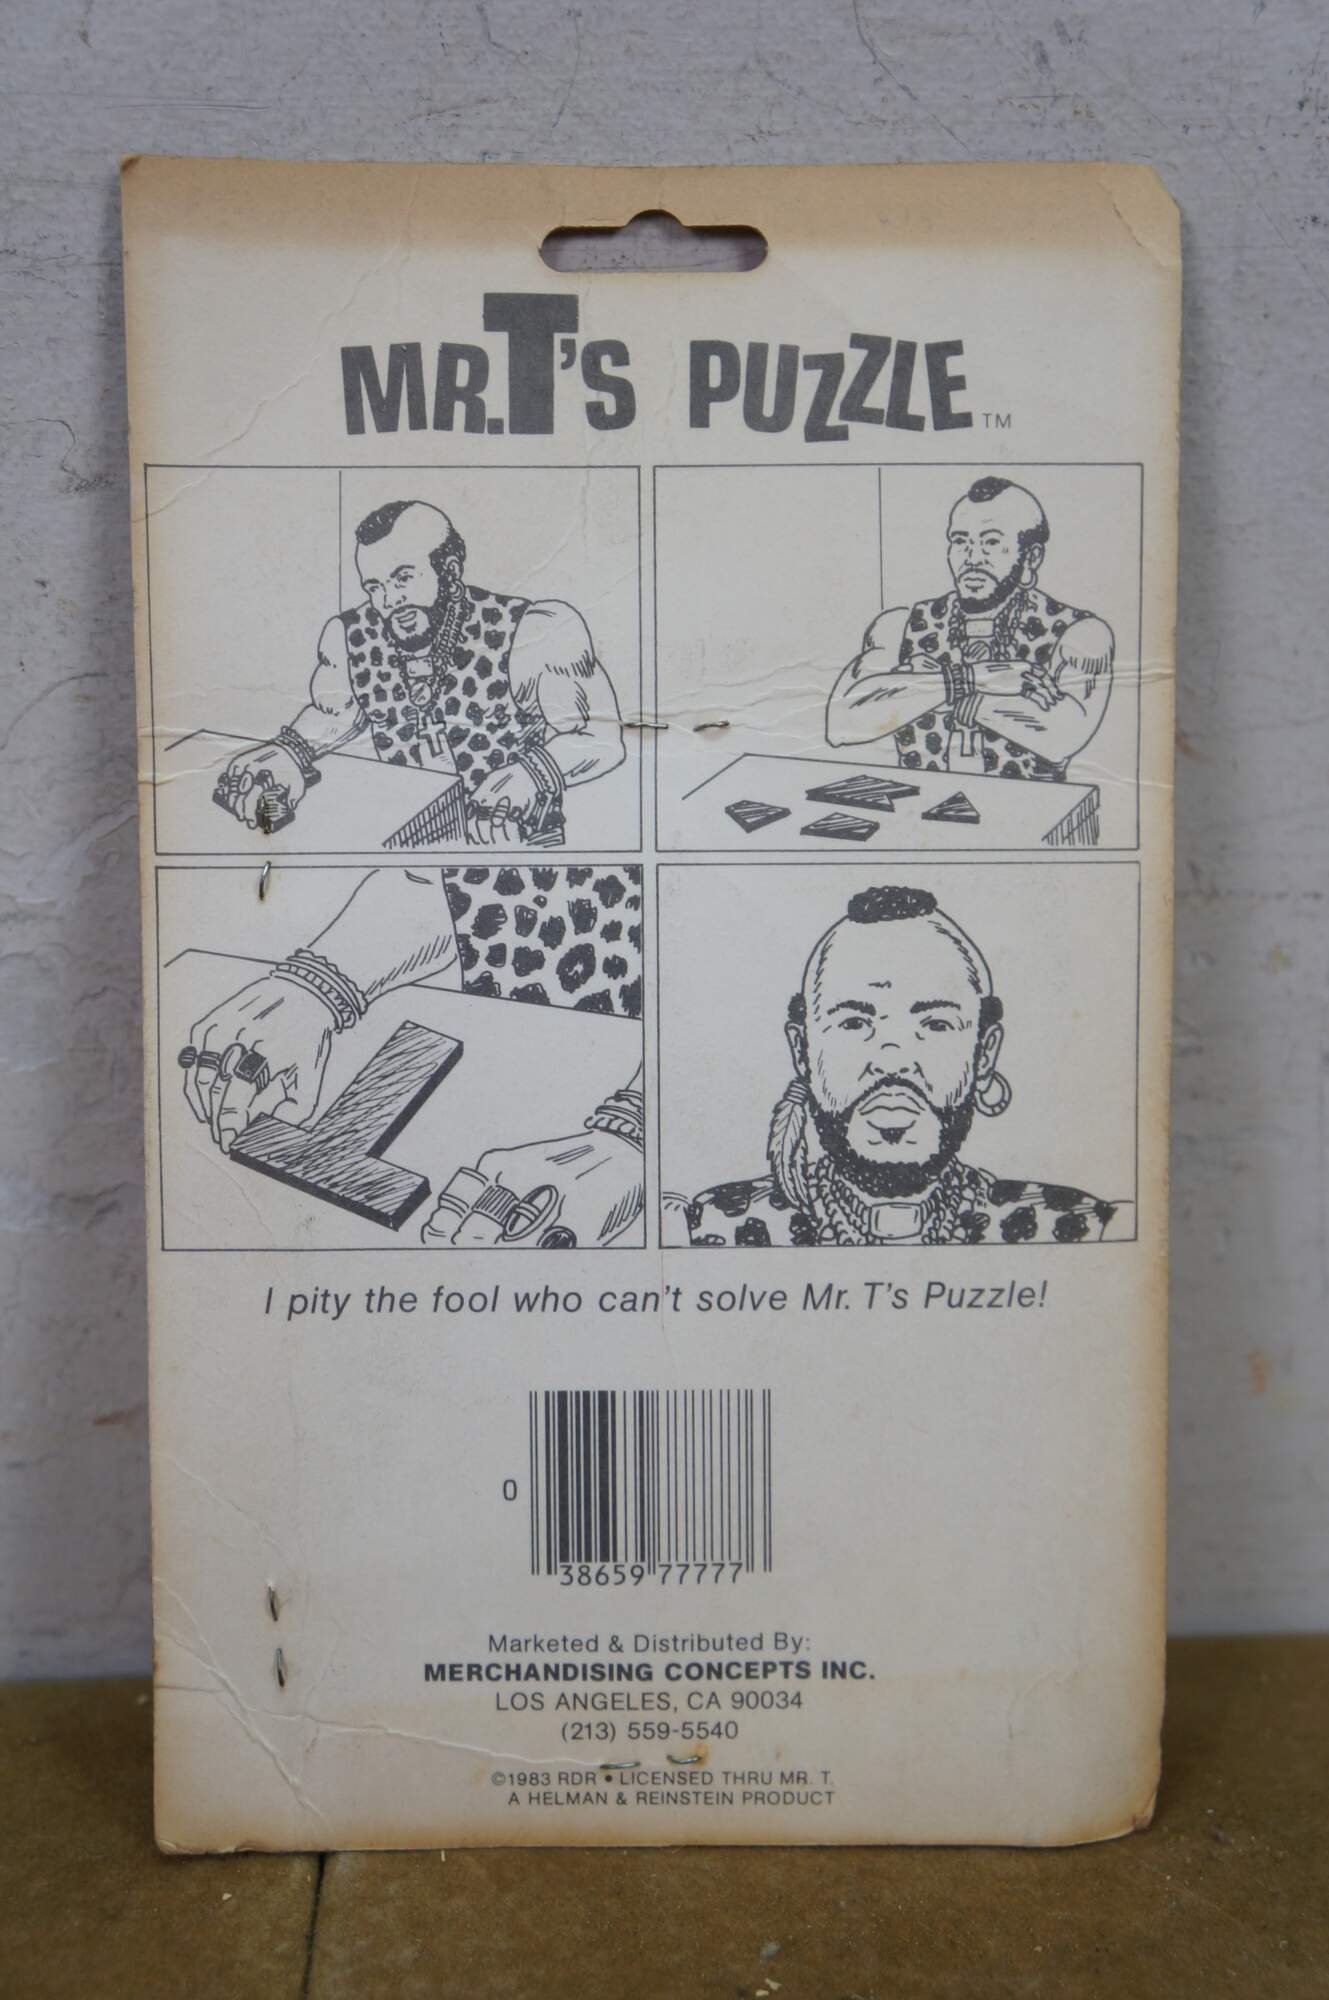 MR.T'S PUZZLE TM
I pity the fool who can't solve Mr. T's Puzzle!
0 38659 77777
Marketed & Distributed By:
MERCHANDISING CONCEPTS INC.
LOS ANGELES, CA 90034
(213) 559-5540
©1983 RDR • LICENSED THRU MR. T.
A HELMAN & REINSTEIN PRODUCT